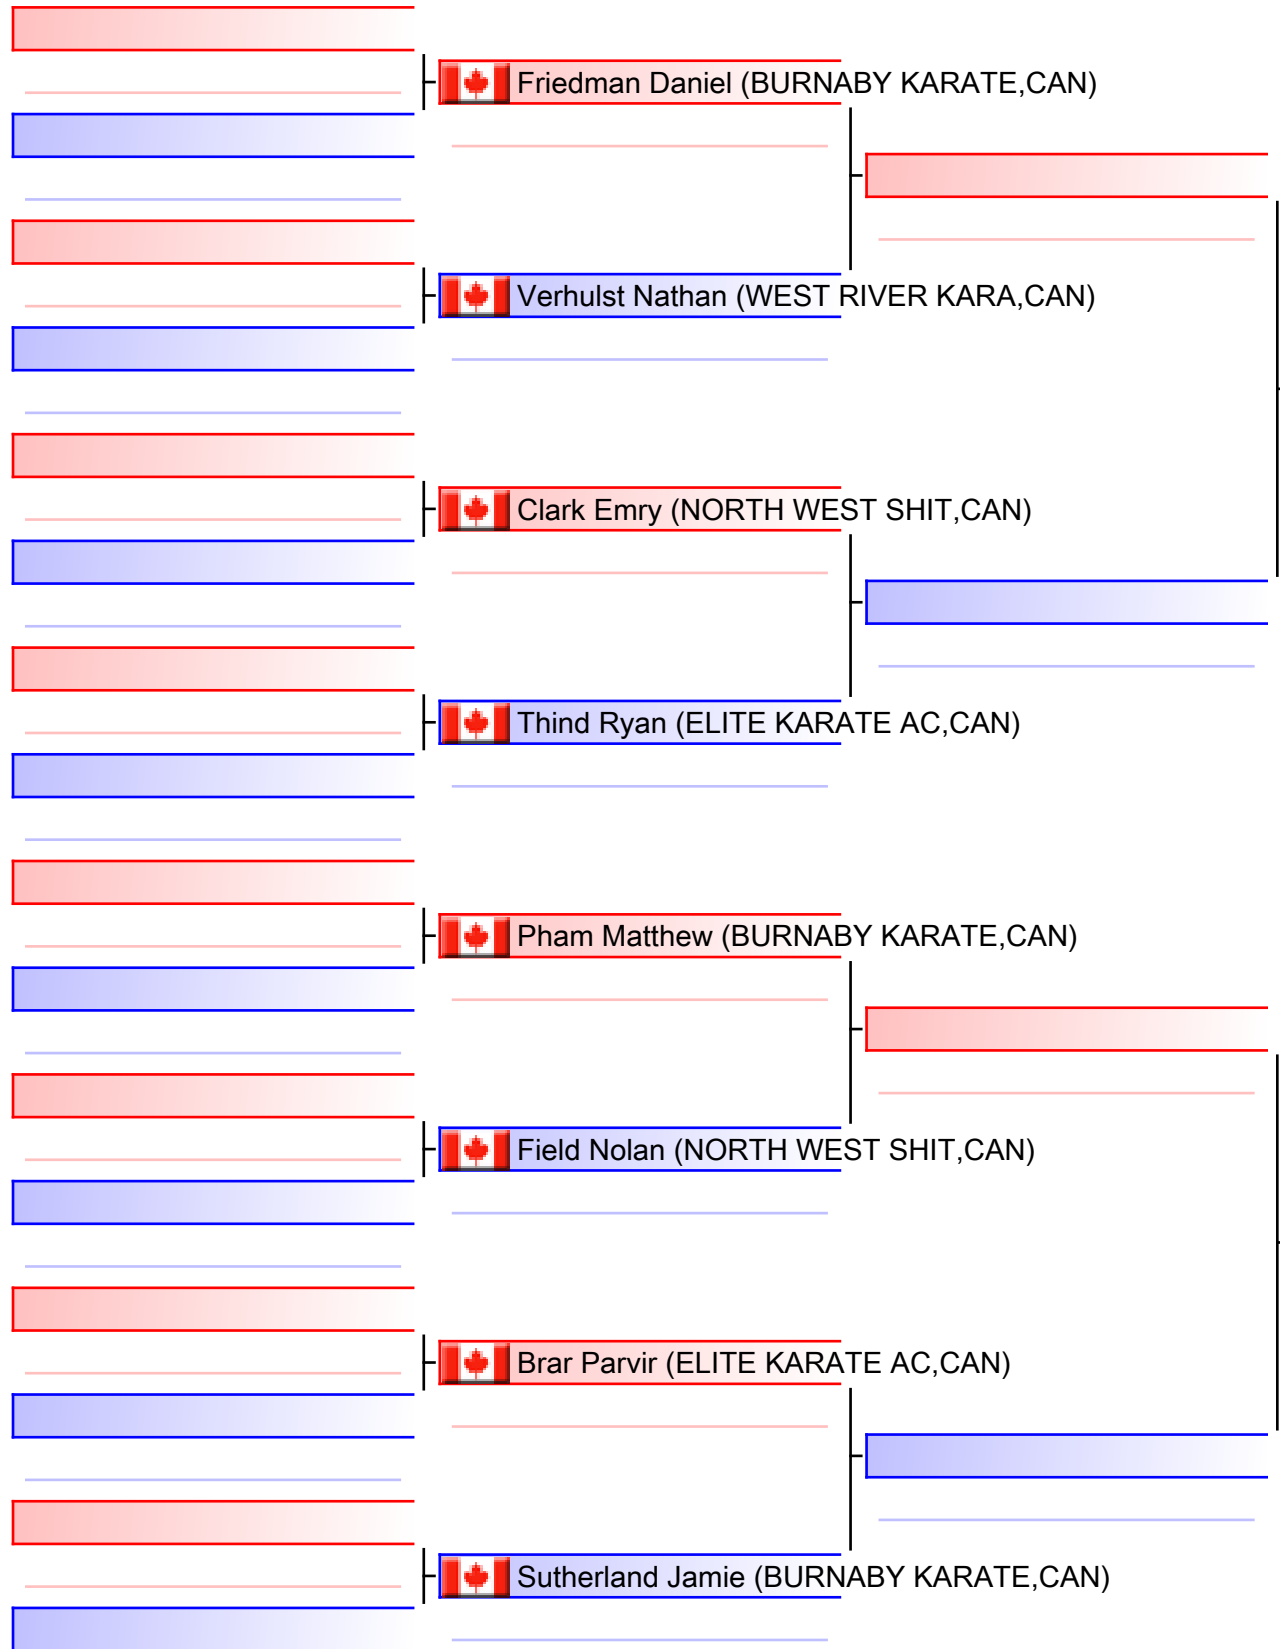 Friedman Daniel (BURNABY KARATE,CAN)
Verhulst Nathan (WEST RIVER KARA,CAN)
Clark Emry (NORTH WEST SHIT,CAN)
Thind Ryan (ELITE KARATE AC,CAN)
Pham Matthew (BURNABY KARATE,CAN)
Field Nolan (NORTH WEST SHIT,CAN)
Brar Parvir (ELITE KARATE AC,CAN)
Sutherland Jamie (BURNABY KARATE,CAN)